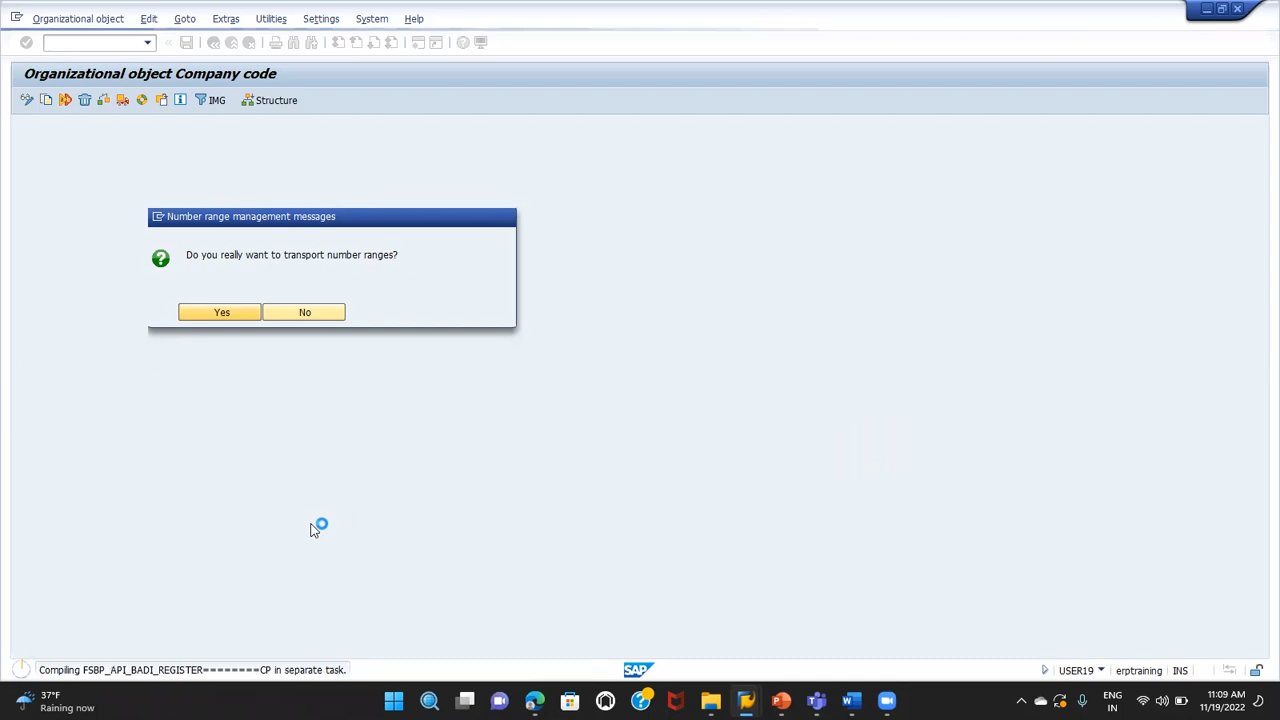 Organizational object Edit Goto Extras Utilities Settings System Help
Organizational object Company code
IMG Structure
Number range management messages
Do you really want to transport number ranges?
Yes No
Compiling FSBP_API_BADI_REGISTER========CP in separate task.
SAP
USER19 erptraining INS
37°F
Raining now
ENG
IN
11:09 AM
11/19/2022